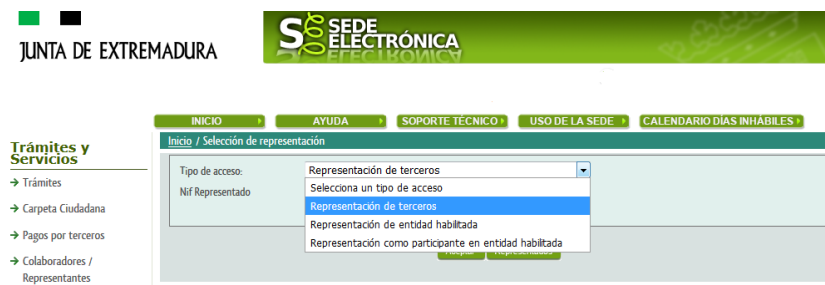 JUNTA DE EXTREMADURA
SEDE
ELECTRÓNICA
INICIO
AYUDA
SOPORTE TÉCNICO
USO DE LA SEDE
CALENDARIO DÍAS INHÁBILES
Trámites y
Servicios
Trámites
Carpeta Ciudadana
Pagos por terceros
Colaboradores /
Representantes
Inicio / Selección de representación
Tipo de acceso:
Representación de terceros
Nif Representado
Selecciona un tipo de acceso
Representación de terceros
Representación de entidad habilitada
Representación como participante en entidad habilitada